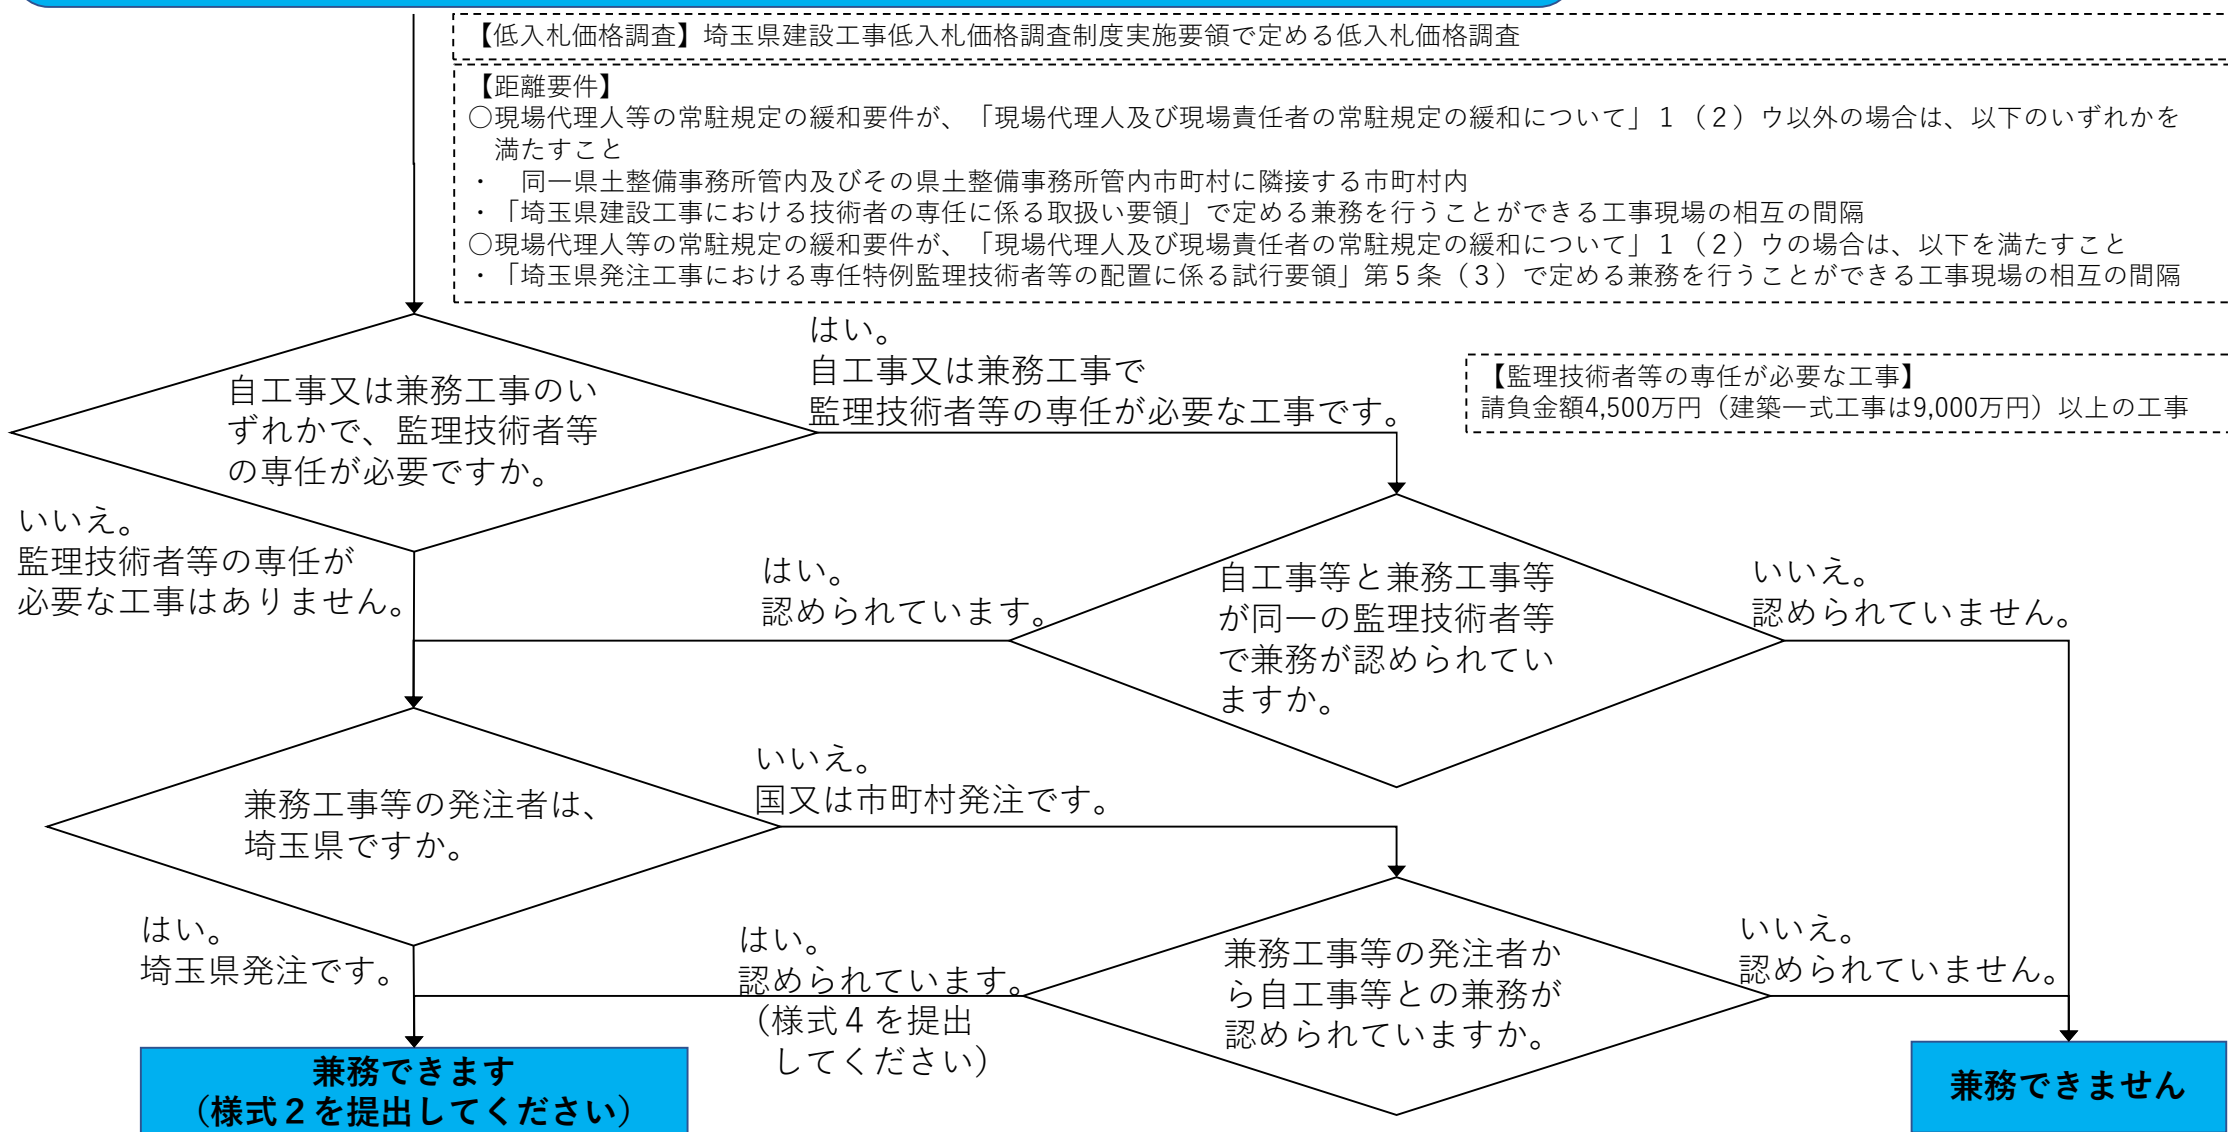 【低入札価格調査】埼玉県建設工事低入札価格調査制度実施要領で定める低入札価格調査
【距離要件】
○現場代理人等の常駐規定の緩和要件が、「現場代理人及び現場責任者の常駐規定の緩和について」１（２）ウ以外の場合は、以下のいずれかを
満たすこと
・　同一県土整備事務所管内及びその県土整備事務所管内市町村に隣接する市町村内
・「埼玉県建設工事における技術者の専任に係る取扱い要領」で定める兼務を行うことができる工事現場の相互の間隔
○現場代理人等の常駐規定の緩和要件が、「現場代理人及び現場責任者の常駐規定の緩和について」１（２）ウの場合は、以下を満たすこと
・「埼玉県発注工事における専任特例監理技術者等の配置に係る試行要領」第５条（３）で定める兼務を行うことができる工事現場の相互の間隔
自工事又は兼務工事のい
ずれかで、監理技術者等
の専任が必要ですか。
はい。
自工事又は兼務工事で
監理技術者等の専任が必要な工事です。
【監理技術者等の専任が必要な工事】
請負金額4,500万円（建築一式工事は9,000万円）以上の工事
いいえ。
監理技術者等の専任が
必要な工事はありません。
はい。
認められています。
自工事等と兼務工事等
が同一の監理技術者等
で兼務が認められてい
ますか。
いいえ。
認められていません。
兼務工事等の発注者は、
埼玉県ですか。
いいえ。
国又は市町村発注です。
はい。
埼玉県発注です。
はい。
認められています。
（様式４を提出
してください）
兼務工事等の発注者か
ら自工事等との兼務が
認められていますか。
いいえ。
認められていません。
兼務できます
（様式２を提出してください）
兼務できません